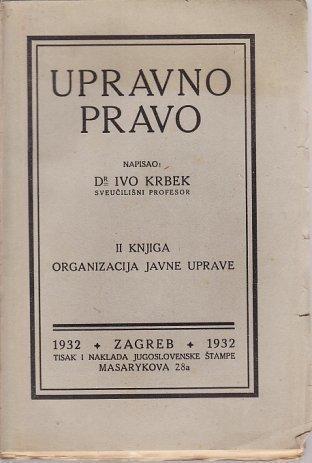 UPRAVNO
PRAVO
NAPISAO:
DR IVO KRBEK
SVEUČILIŠNI PROFESOR
II KNJIGA
ORGANIZACIJA JAVNE UPRAVE
1932 + ZAGREB + 1932
TISAK I NAKLADA JUGOSLOVENSKE ŠTAMPE
MASARYKOVA 28a